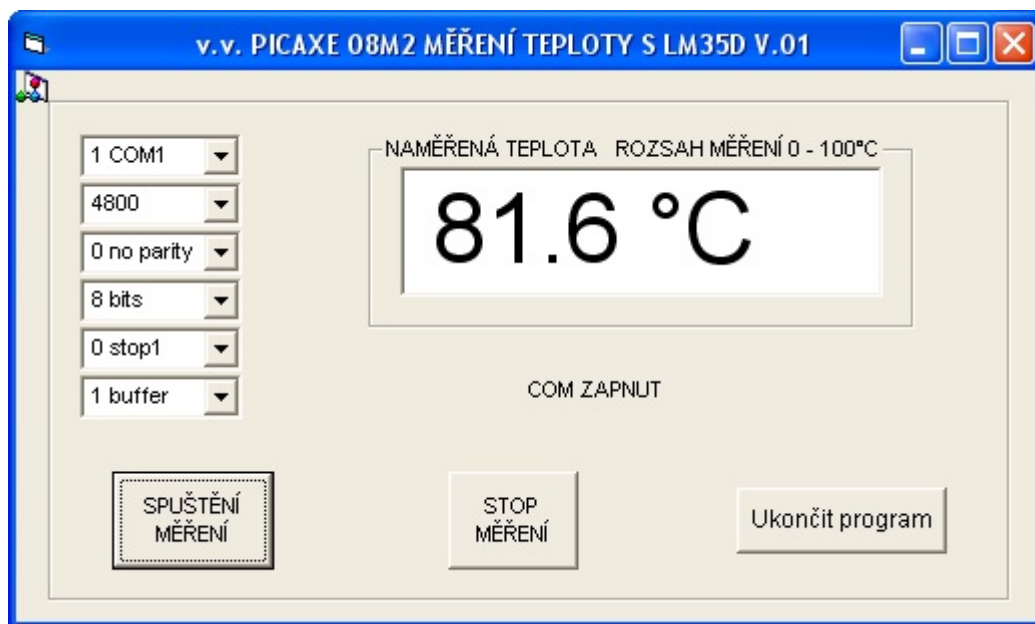 v.v. PICAXE 08M2 MĚŘENÍ TEPLOTY S LM35D V.01
1 COM1
4800
0 no parity
8 bits
0 stop1
1 buffer
NAMĚŘENÁ TEPLOTA ROZSAH MĚŘENÍ 0 - 100°C
81.6 °C
COM ZAPNUT
SPUŠTĚNÍ
MĚŘENÍ
STOP
MĚŘENÍ
Ukončit program